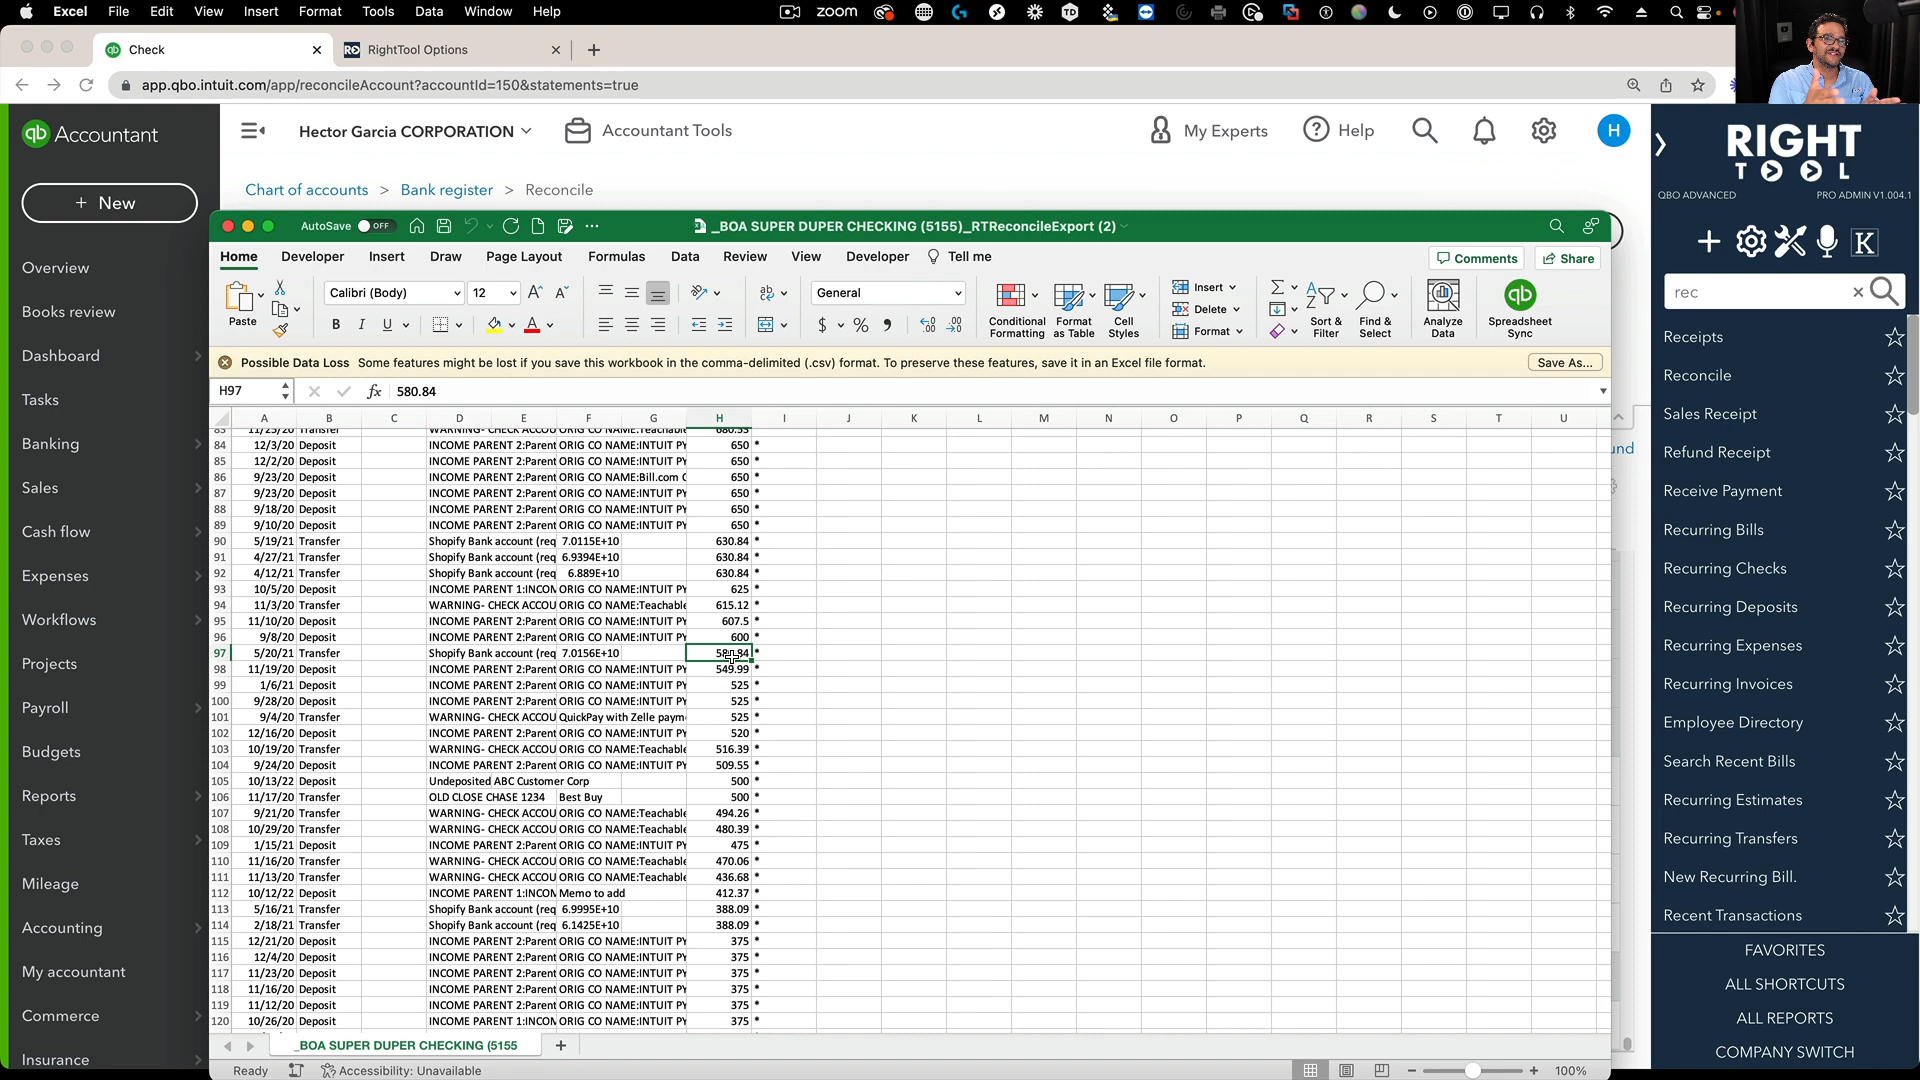 Excel File Edit View Insert Format Tools Data Window Help
zoom
Check
RightTool Options
app.qbo.intuit.com/app/reconcileAccount?accountId=150&statements=true
qb Accountant
Hector Garcia CORPORATION
Accountant Tools
My Experts
Help
H
+ New
Chart of accounts > Bank register > Reconcile
Overview
Books review
Dashboard
Tasks
Banking
Sales
Cash flow
Expenses
Workflows
Projects
Payroll
Budgets
Reports
Taxes
Mileage
Accounting
My accountant
Commerce
Insurance
AutoSave OFF
_BOA SUPER DUPER CHECKING (5155)_RTReconcileExport (2)
Home Developer Insert Draw Page Layout Formulas Data Review View Developer Tell me
Comments
Share
Paste
Calibri (Body) 12
B I U
General
$ %
Conditional Formatting
Format as Table
Cell Styles
Insert
Delete
Format
Sort & Filter
Find & Select
Analyze Data
Spreadsheet Sync
Possible Data Loss Some features might be lost if you save this workbook in the comma-delimited (.csv) format. To preserve these features, save it in an Excel file format.
Save As...
H97 fx 580.84
A B C D E F G H I J K L M N O P Q R S T U
84 12/3/20 Deposit INCOME PARENT 2:Parent ORIG CO NAME:INTUIT PY 650 *
85 12/2/20 Deposit INCOME PARENT 2:Parent ORIG CO NAME:INTUIT PY 650 *
86 9/23/20 Deposit INCOME PARENT 2:Parent ORIG CO NAME:Bill.com C 650 *
87 9/23/20 Deposit INCOME PARENT 2:Parent ORIG CO NAME:INTUIT PY 650 *
88 9/18/20 Deposit INCOME PARENT 2:Parent ORIG CO NAME:INTUIT PY 650 *
89 9/10/20 Deposit INCOME PARENT 2:Parent ORIG CO NAME:INTUIT PY 650 *
90 5/19/21 Transfer Shopify Bank account (req 7.0115E+10 630.84 *
91 4/27/21 Transfer Shopify Bank account (req 6.9394E+10 630.84 *
92 4/12/21 Transfer Shopify Bank account (req 6.889E+10 630.84 *
93 10/5/20 Deposit INCOME PARENT 1:INCOM ORIG CO NAME:INTUIT PY 625 *
94 11/3/20 Transfer WARNING- CHECK ACCOU ORIG CO NAME:Teachable 615.12 *
95 11/10/20 Deposit INCOME PARENT 2:Parent ORIG CO NAME:INTUIT PY 607.5 *
96 9/8/20 Deposit INCOME PARENT 2:Parent ORIG CO NAME:INTUIT PY 600 *
97 5/20/21 Transfer Shopify Bank account (req 7.0156E+10 580.84 *
98 11/19/20 Deposit INCOME PARENT 2:Parent ORIG CO NAME:INTUIT PY 549.99 *
99 1/6/21 Deposit INCOME PARENT 2:Parent ORIG CO NAME:INTUIT PY 525 *
100 9/28/20 Deposit INCOME PARENT 2:Parent ORIG CO NAME:INTUIT PY 525 *
101 9/4/20 Transfer WARNING- CHECK ACCOU QuickPay with Zelle payme 525 *
102 12/16/20 Deposit INCOME PARENT 2:Parent ORIG CO NAME:INTUIT PY 520 *
103 10/19/20 Transfer WARNING- CHECK ACCOU ORIG CO NAME:Teachable 516.39 *
104 9/24/20 Deposit INCOME PARENT 2:Parent ORIG CO NAME:INTUIT PY 509.55 *
105 10/13/22 Deposit Undeposited ABC Customer Corp 500 *
106 11/17/20 Transfer OLD CLOSE CHASE 1234 Best Buy 500 *
107 9/21/20 Transfer WARNING- CHECK ACCOU ORIG CO NAME:Teachable 494.26 *
108 10/29/20 Transfer WARNING- CHECK ACCOU ORIG CO NAME:Teachable 480.39 *
109 1/15/21 Deposit INCOME PARENT 2:Parent ORIG CO NAME:INTUIT PY 475 *
110 11/16/20 Transfer WARNING- CHECK ACCOU ORIG CO NAME:Teachable 470.06 *
111 11/13/20 Transfer WARNING- CHECK ACCOU ORIG CO NAME:Teachable 436.68 *
112 10/12/22 Deposit INCOME PARENT 1:INCOM Memo to add 412.37 *
113 5/16/21 Transfer Shopify Bank account (req 6.9995E+10 388.09 *
114 2/18/21 Transfer Shopify Bank account (req 6.1425E+10 388.09 *
115 12/21/20 Deposit INCOME PARENT 2:Parent ORIG CO NAME:INTUIT PY 375 *
116 12/4/20 Deposit INCOME PARENT 2:Parent ORIG CO NAME:INTUIT PY 375 *
117 11/23/20 Deposit INCOME PARENT 2:Parent ORIG CO NAME:INTUIT PY 375 *
118 11/16/20 Deposit INCOME PARENT 2:Parent ORIG CO NAME:INTUIT PY 375 *
119 11/12/20 Deposit INCOME PARENT 2:Parent ORIG CO NAME:INTUIT PY 375 *
120 10/26/20 Deposit INCOME PARENT 1:INCOM ORIG CO NAME:INTUIT PY 375 *
_BOA SUPER DUPER CHECKING (5155 +
Ready Accessibility: Unavailable
100%
RIGHT
TOOL
QBO ADVANCED PRO ADMIN V1.004.1
K
rec
Receipts
Reconcile
Sales Receipt
Refund Receipt
Receive Payment
Recurring Bills
Recurring Checks
Recurring Deposits
Recurring Expenses
Recurring Invoices
Employee Directory
Search Recent Bills
Recurring Estimates
Recurring Transfers
New Recurring Bill.
Recent Transactions
FAVORITES
ALL SHORTCUTS
ALL REPORTS
COMPANY SWITCH